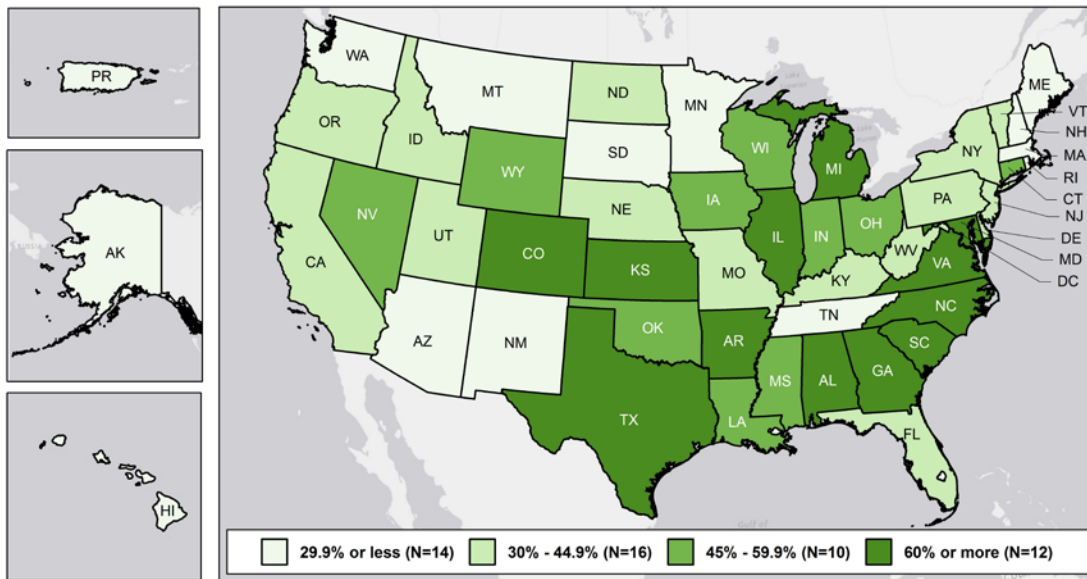 PR
AK
HI
WA
MT
ND
MN
ME
VT
NH
MA
RI
CT
NJ
DE
MD
DC
OR
ID
SD
WI
MI
NY
WY
IA
PA
NV
NE
IL
IN
OH
UT
CA
CO
KS
MO
WV
VA
KY
NC
TN
AZ
NM
OK
AR
SC
MS
AL
GA
TX
LA
FL
Gulf of
29.9% or less (N=14)
30% - 44.9% (N=16)
45% - 59.9% (N=10)
60% or more (N=12)